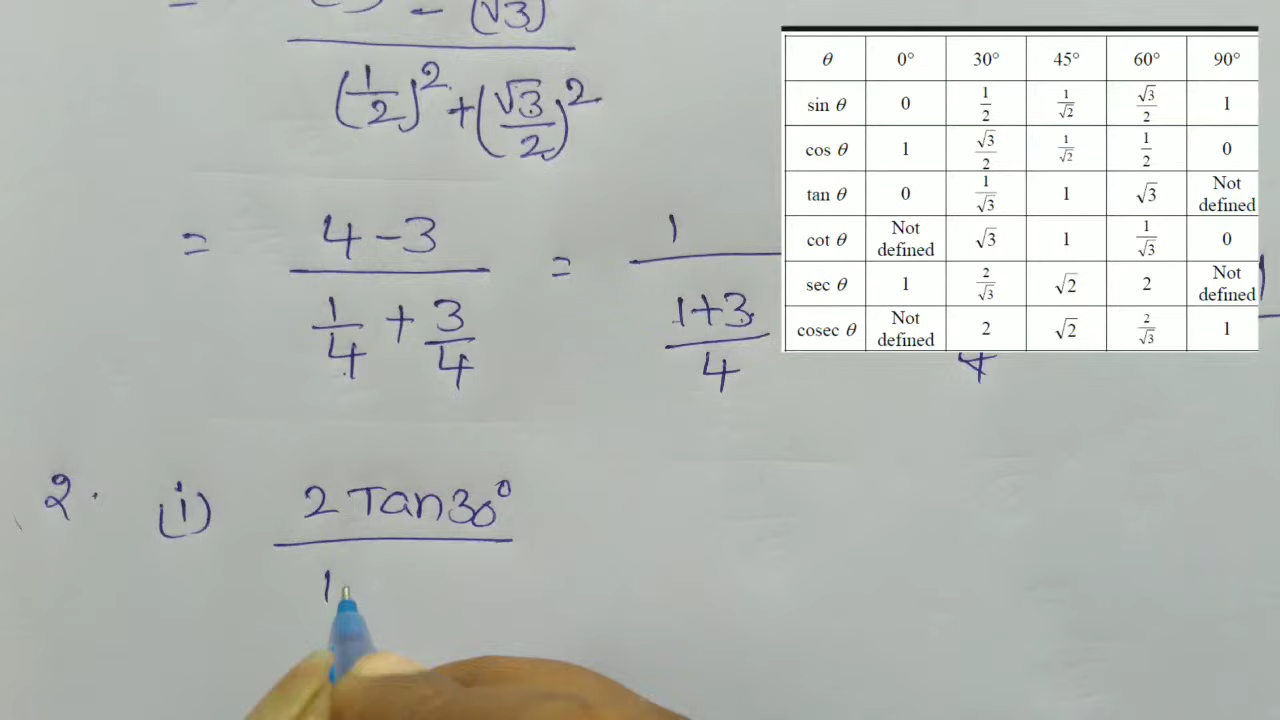 = - (√3)
(1/2)² + (√3/2)²
= 4 - 3 / 1/4 + 3/4 = 1 / 1+3/4
4
2. (i) 2 Tan30° / 1
θ 0° 30° 45° 60° 90°
sin θ 0 1/2 1/√2 √3/2 1
cos θ 1 √3/2 1/√2 1/2 0
tan θ 0 1/√3 1 √3 Not defined
cot θ Not defined √3 1 1/√3 0
sec θ 1 2/√3 √2 2 Not defined
cosec θ Not defined 2 √2 2/√3 1